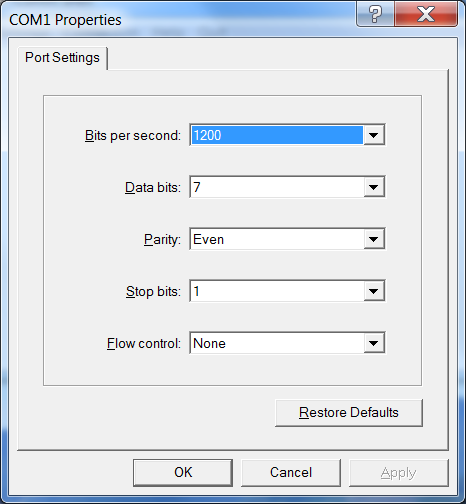 COM1 Properties
Port Settings
Bits per second: 1200
Data bits: 7
Parity: Even
Stop bits: 1
Flow control: None
Restore Defaults
OK Cancel Apply